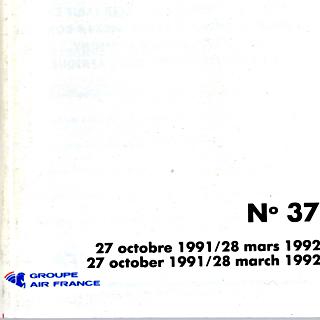 Nº 37
27 octobre 1991/28 mars 1992
27 october 1991/28 march 1992
GROUPE
AIR FRANCE